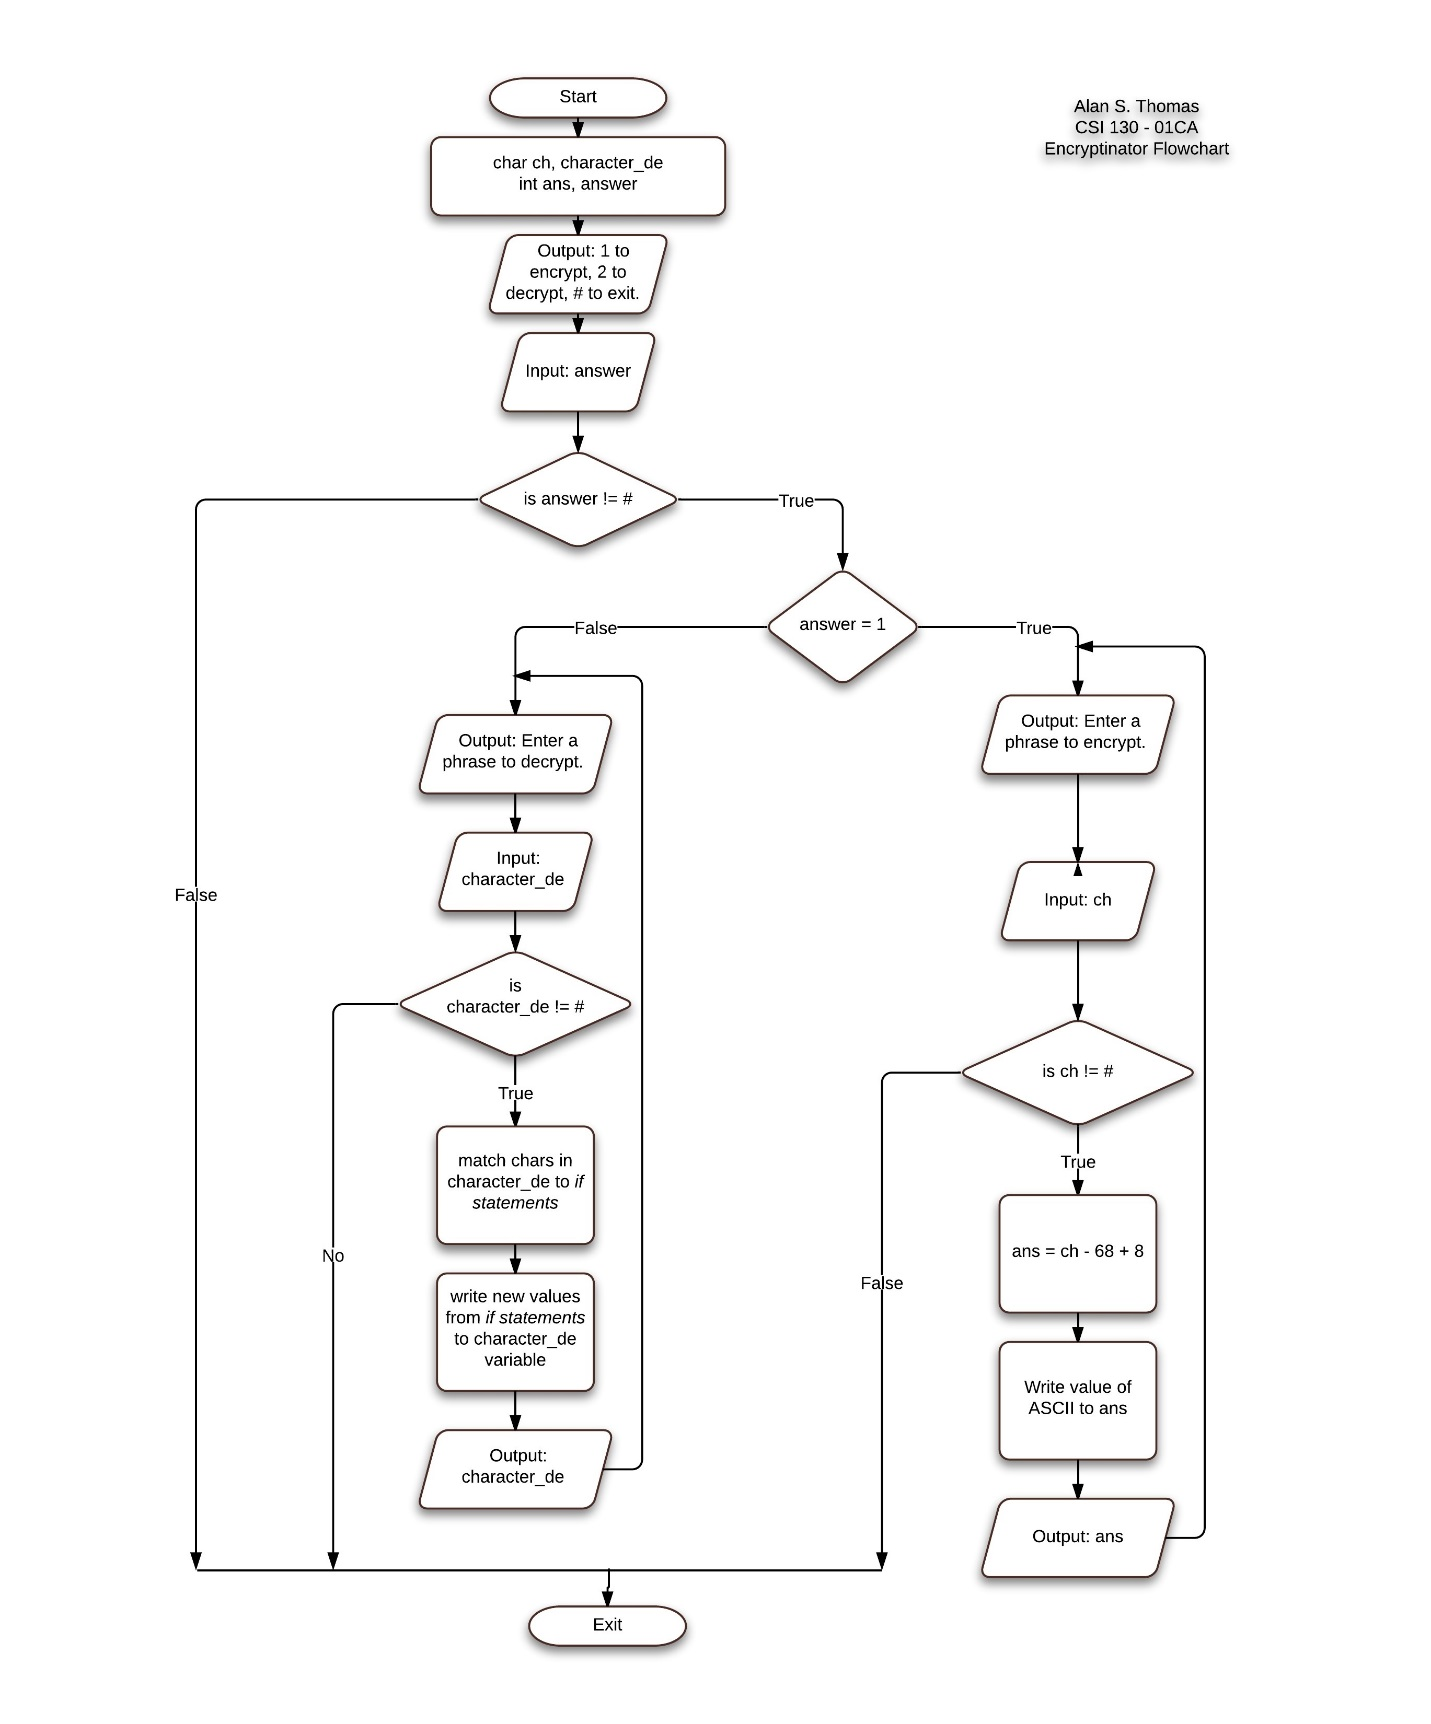 Start
Alan S. Thomas
CSI 130 - 01CA
Encryptinator Flowchart
char ch, character_de
int ans, answer
Output: 1 to
encrypt, 2 to
decrypt, # to exit.
Input: answer
is answer != #
True
answer = 1
False
True
Output: Enter a
phrase to decrypt.
Output: Enter a
phrase to encrypt.
Input:
character_de
False
Input: ch
is
character_de != #
True
is ch != #
True
match chars in
character_de to if
statements
No
ans = ch - 68 + 8
False
write new values
from if statements
to character_de
variable
Write value of
ASCII to ans
Output:
character_de
Output: ans
Exit